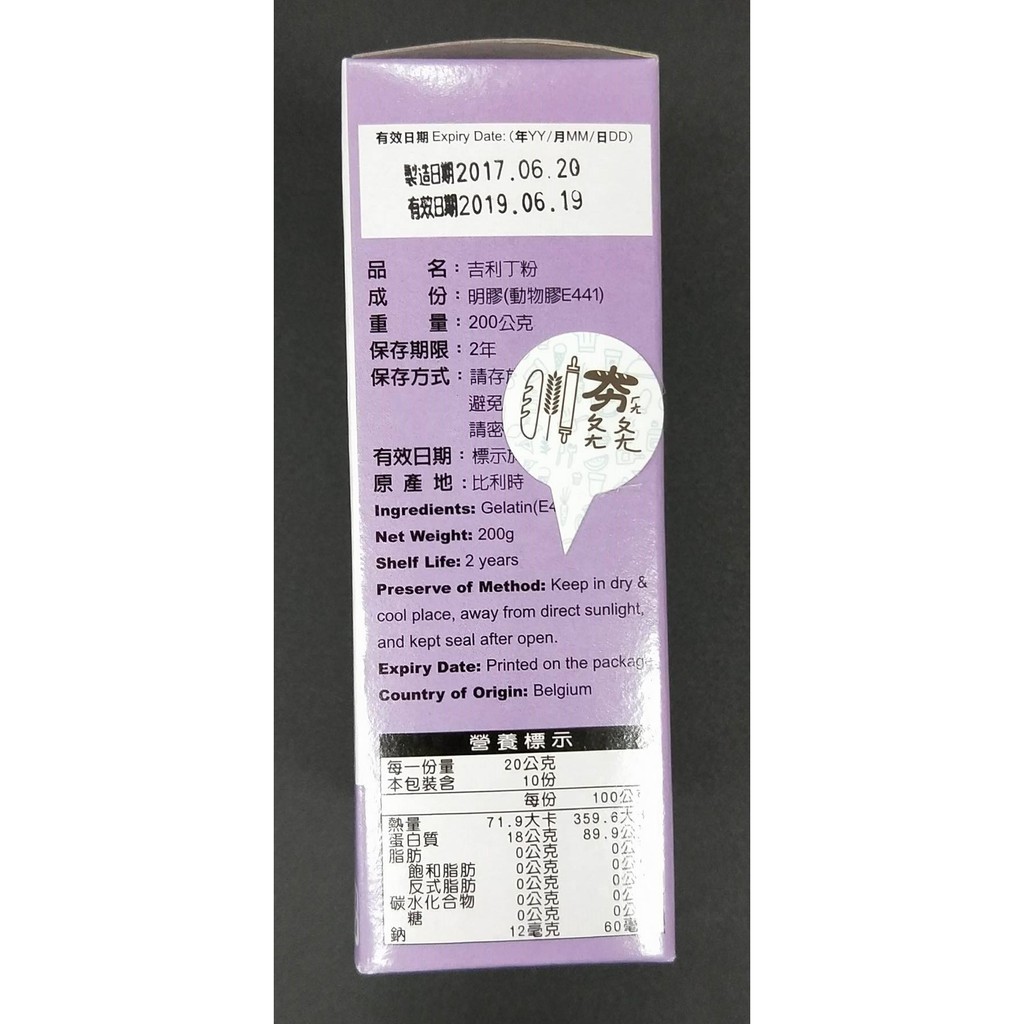 有效日期 Expiry Date: (年YY/月MM/日DD)
製造日期2017.06.20
有效日期2019.06.19
品 名：吉利丁粉
成 份：明膠(動物膠E441)
重 量：200公克
保存期限：2年
保存方式：請存
避免
請密
有效日期：標示
原產地：比利時
夯ㄏㄤ
ㄆㄤˋㄆㄤˋ
Ingredients: Gelatin(E4
Net Weight: 200g
Shelf Life: 2 years
Preserve of Method: Keep in dry &
cool place, away from direct sunlight,
and kept seal after open.
Expiry Date: Printed on the package
Country of Origin: Belgium
營養標示
每一份量 20公克
本包裝含 10份
每份 100公
熱量 71.9大卡 359.6大
蛋白質 18公克 89.9公
脂肪 0公克 0公
飽和脂肪 0公克 0公
反式脂肪 0公克 0公
碳水化合物 0公克 0公
糖 0公克 0公
鈉 12毫克 60毫